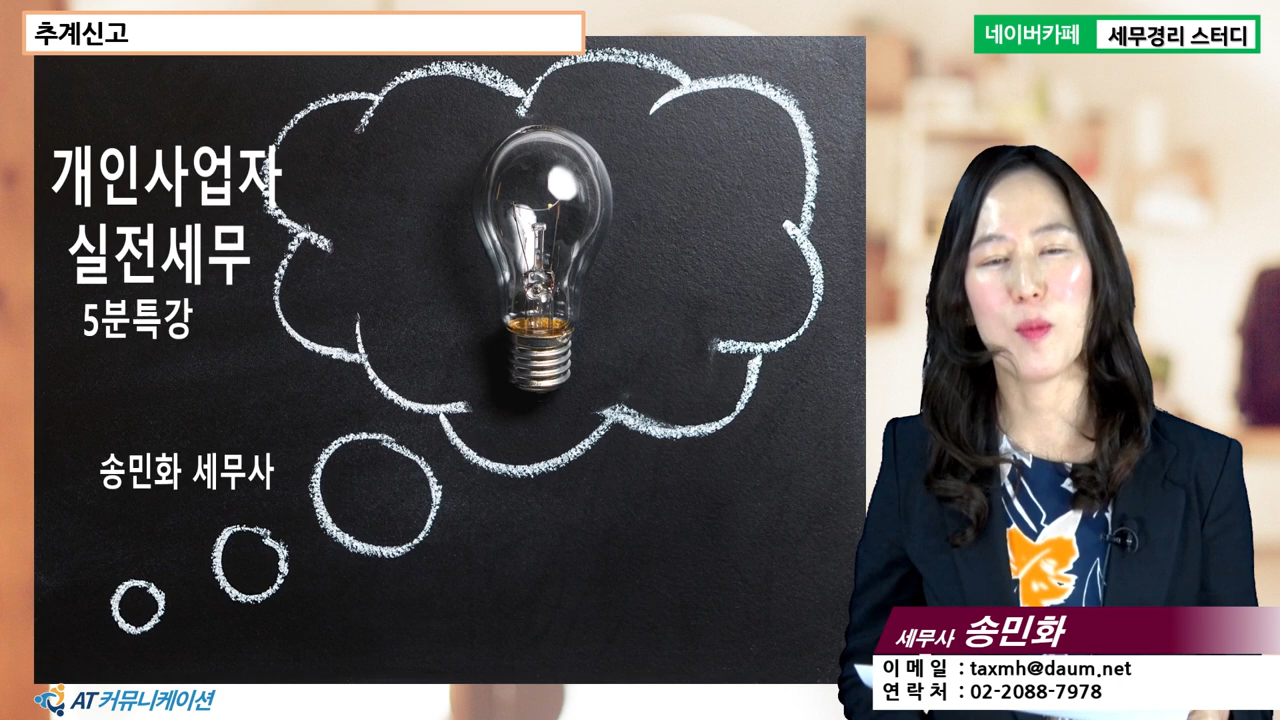 추계신고
네이버카페 세무경리 스터디
개인사업자
실전세무
5분특강
송민화 세무사
세무사 송민화
이 메 일 : taxmh@daum.net
연 락 처 : 02-2088-7978
AT커뮤니케이션